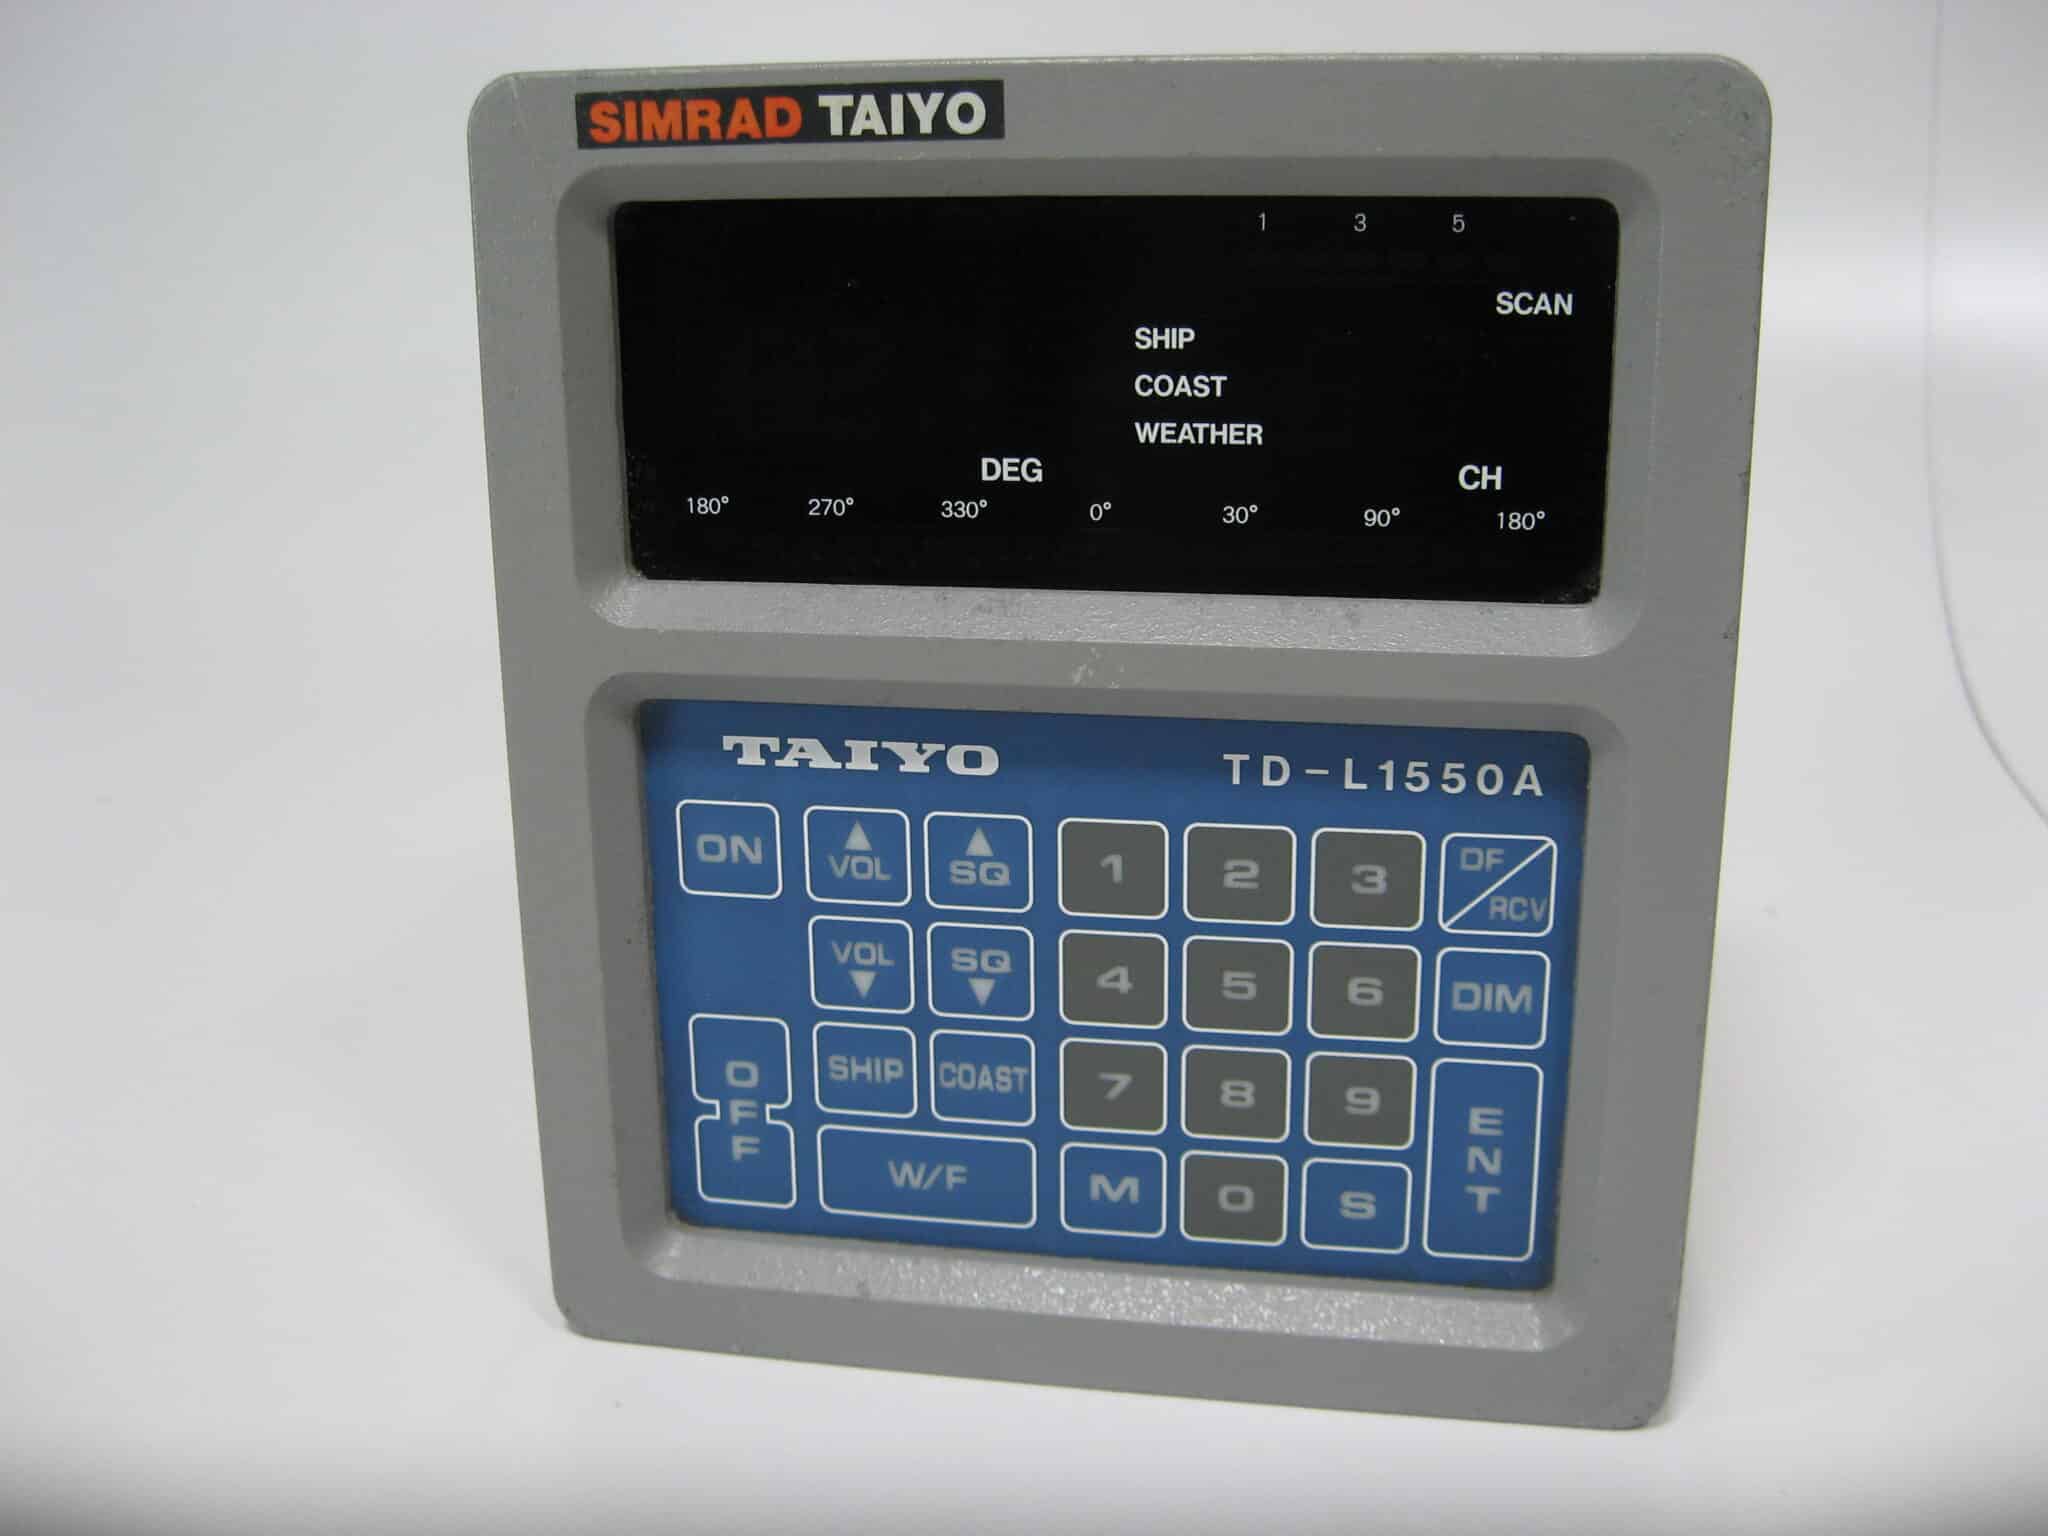 SIMRAD TAIYO
1 3 5
SCAN
SHIP
COAST
WEATHER
DEG CH
180° 270° 330° 0° 30° 90° 180°
TAIYO TD-L1550A
ON ▲ VOL ▲ SQ 1 2 3 DF/RCV
VOL ▼ SQ ▼ 4 5 6 DIM
OFF SHIP COAST 7 8 9 ENT
W/F M 0 S